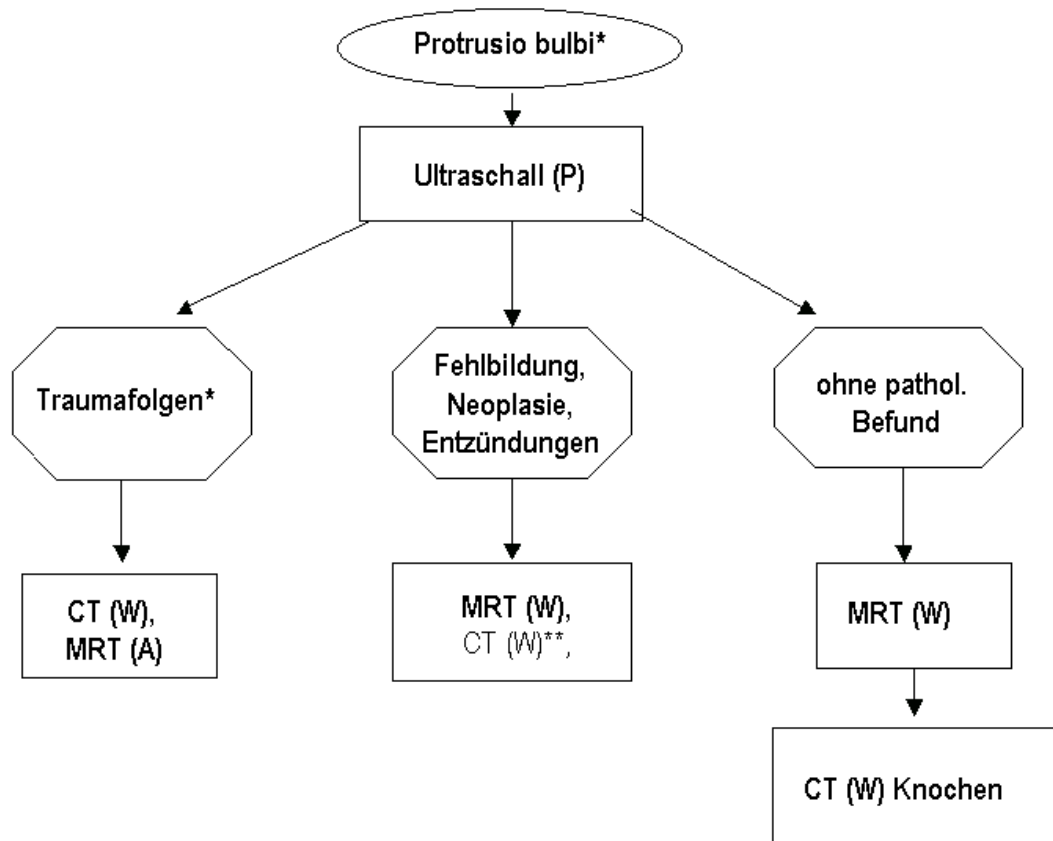 Protrusio bulbi*
Ultraschall (P)
Traumafolgen*
Fehlbildung,
Neoplasie,
Entzündungen
ohne pathol.
Befund
CT (W),
MRT (A)
MRT (W),
CT (W)**,
MRT (W)
CT (W) Knochen